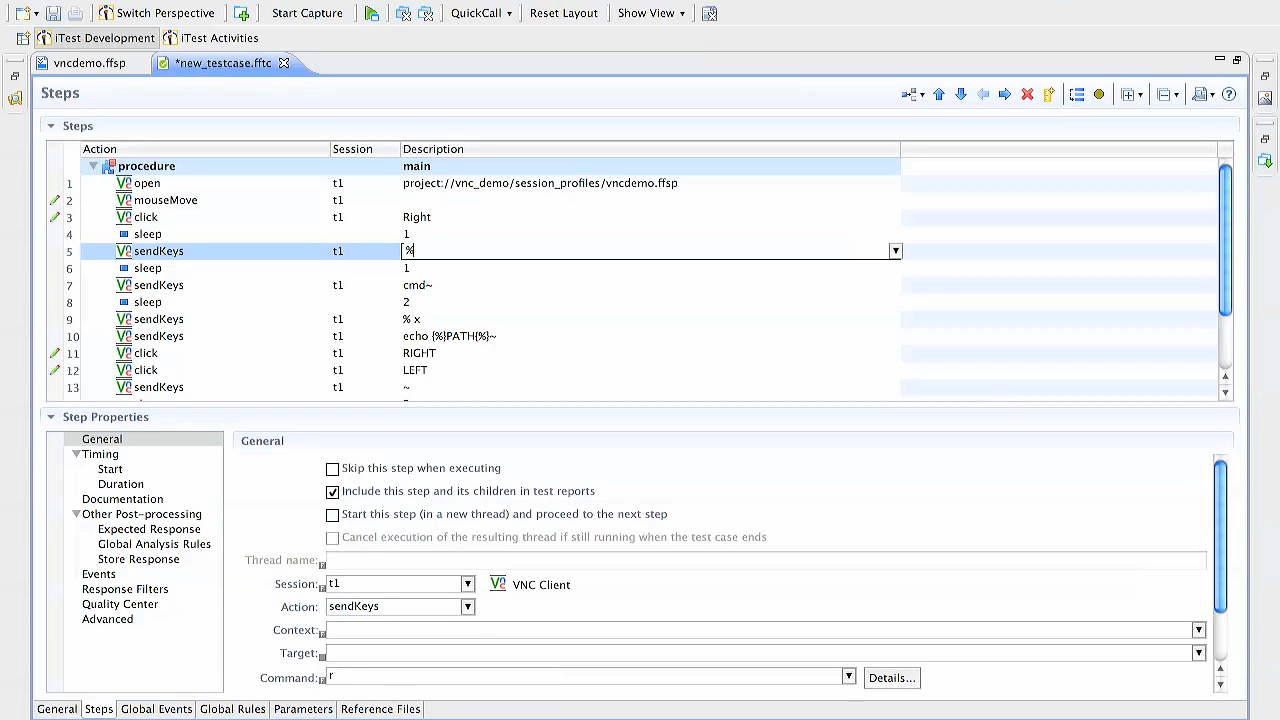 Switch Perspective Start Capture QuickCall Reset Layout Show View
iTest Development iTest Activities
vncdemo.ffsp *new_testcase.fftc
Steps
Steps
Action Session Description
procedure main
1 open t1 project://vnc_demo/session_profiles/vncdemo.ffsp
2 mouseMove t1
3 click t1 Right
4 sleep 1
5 sendKeys t1 %
6 sleep 1
7 sendKeys t1 cmd~
8 sleep 2
9 sendKeys t1 % x
10 sendKeys t1 echo {%}PATH{%}~
11 click t1 RIGHT
12 click t1 LEFT
13 sendKeys t1 ~
Step Properties
General
Timing
Start
Duration
Documentation
Other Post-processing
Expected Response
Global Analysis Rules
Store Response
Events
Response Filters
Quality Center
Advanced
General
Skip this step when executing
Include this step and its children in test reports
Start this step (in a new thread) and proceed to the next step
Cancel execution of the resulting thread if still running when the test case ends
Thread name:
Session: t1 VNC Client
Action: sendKeys
Context:
Target:
Command: r Details...
General Steps Global Events Global Rules Parameters Reference Files